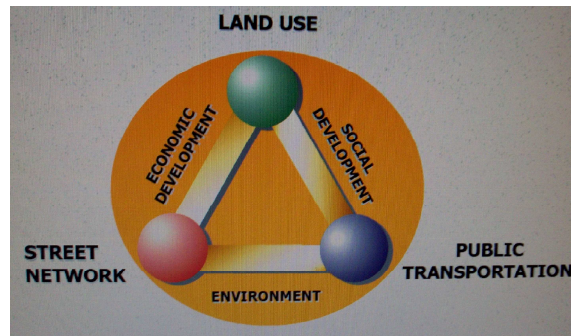 LAND USE
ECONOMIC
DEVELOPMENT
SOCIAL
DEVELOPMENT
STREET
NETWORK
PUBLIC
TRANSPORTATION
ENVIRONMENT